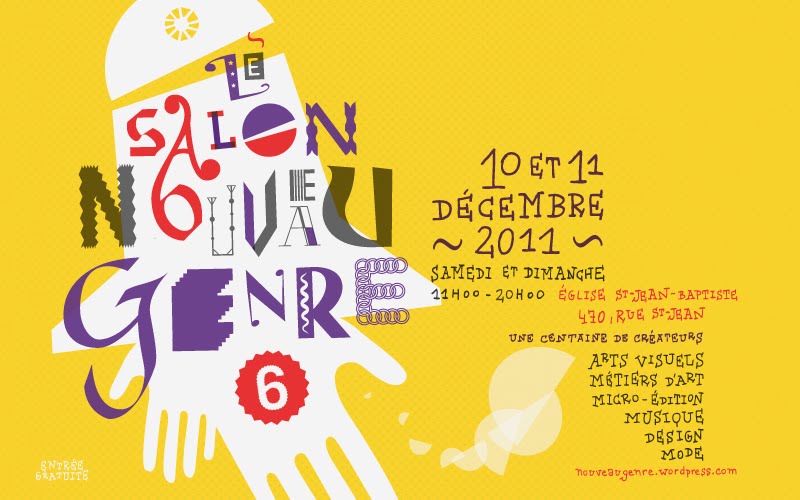 LE
SALON
NOUVEAU
GENRE
6
10 ET 11
DÉCEMBRE
~ 2011 ~
SAMEDI ET DIMANCHE
11H00 - 20H00 ÉGLISE ST-JEAN-BAPTISTE
470, RUE ST-JEAN
UNE CENTAINE DE CRÉATEURS
ARTS VISUELS
MÉTIERS D'ART
MICRO-ÉDITION
MUSIQUE
DESIGN
MODE
nouveaugenre.wordpress.com
ENTRÉE
GRATUITE